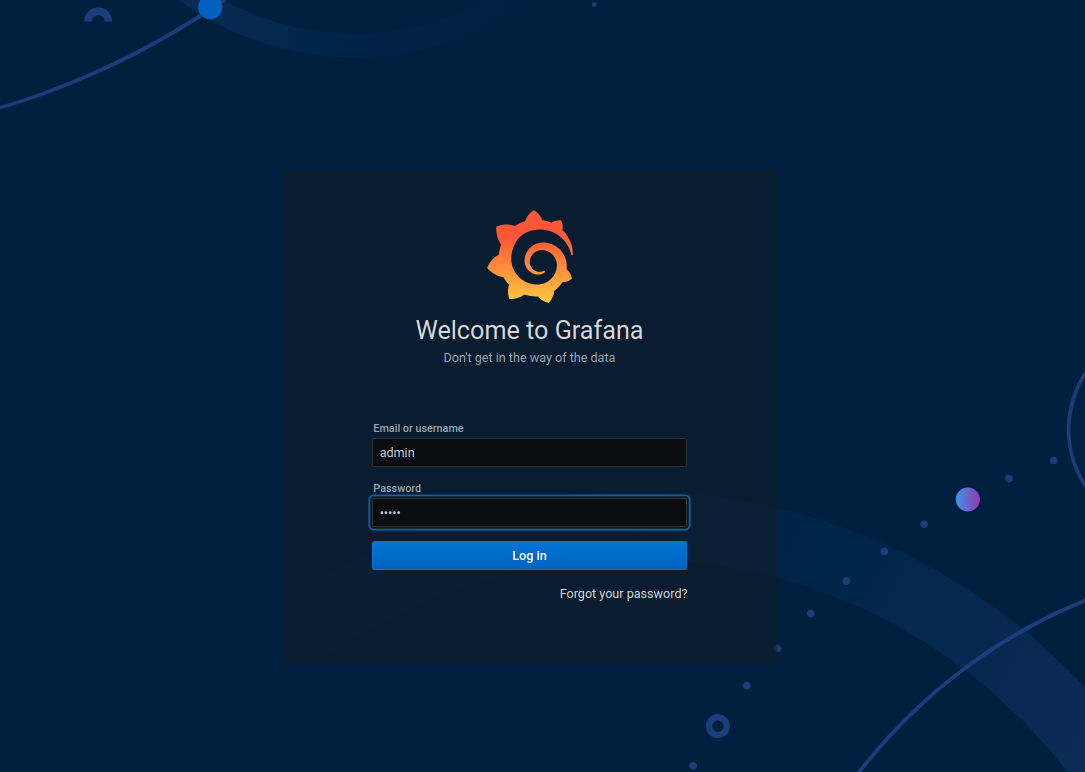 Welcome to Grafana
Don't get in the way of the data
Email or username
admin
Password
•••••
Log in
Forgot your password?